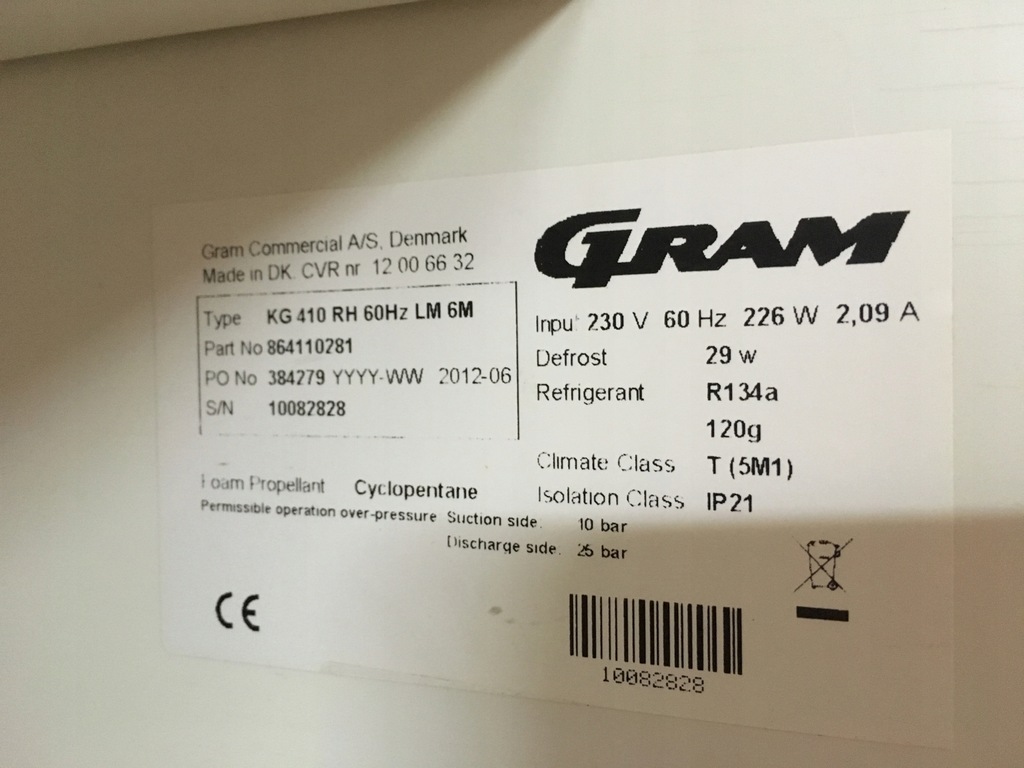 GRAM
Gram Commercial A/S, Denmark
Made in DK. CVR nr 12 00 66 32
Type KG 410 RH 60Hz LM 6M
Part No 864110281
PO No 384279 YYYY-WW 2012-06
S/N 10082828
Input 230 V 60 Hz 226 W 2,09 A
Defrost 29 w
Refrigerant R134a
120g
Climate Class T (5M1)
Isolation Class IP21
Foam Propellant Cyclopentane
Permissible operation over-pressure Suction side. 10 bar
Discharge side. 25 bar
CE
10082828